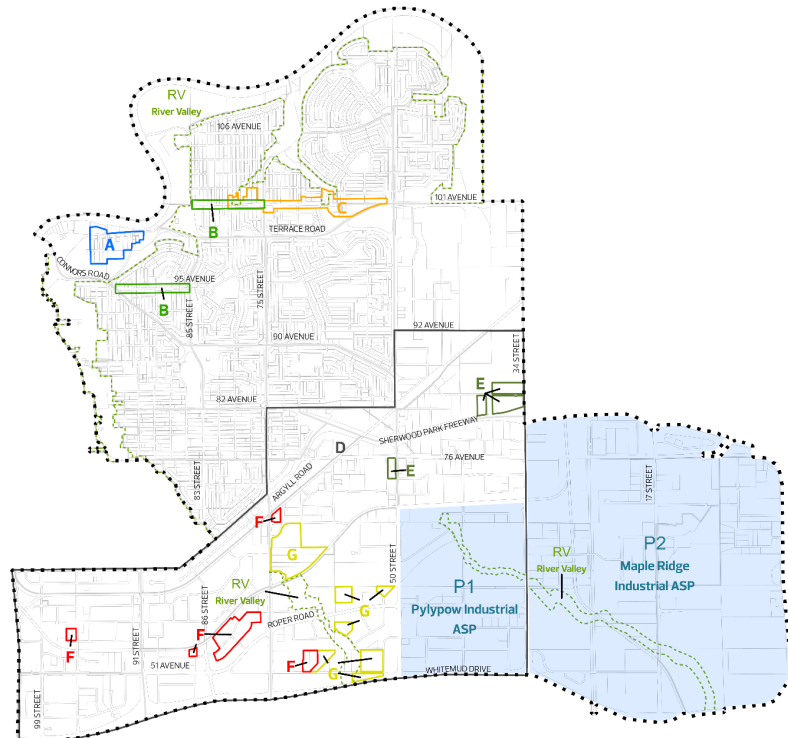 RV
River Valley
106 AVENUE
101 AVENUE
C
B
TERRACE ROAD
A
CONNORS ROAD
95 AVENUE
75 STREET
B
85 STREET
92 AVENUE
90 AVENUE
34 STREET
E
82 AVENUE
SHERWOOD PARK FREEWAY
D
76 AVENUE
E
83 STREET
ARGYLL ROAD
17 STREET
F
G
50 STREET
RV
River Valley
P2
Maple Ridge
Industrial ASP
RV
River Valley
P1
Pylypow Industrial
ASP
86 STREET
G
ROPER ROAD
F
F
91 STREET
51 AVENUE
F
G
WHITEMUD DRIVE
99 STREET